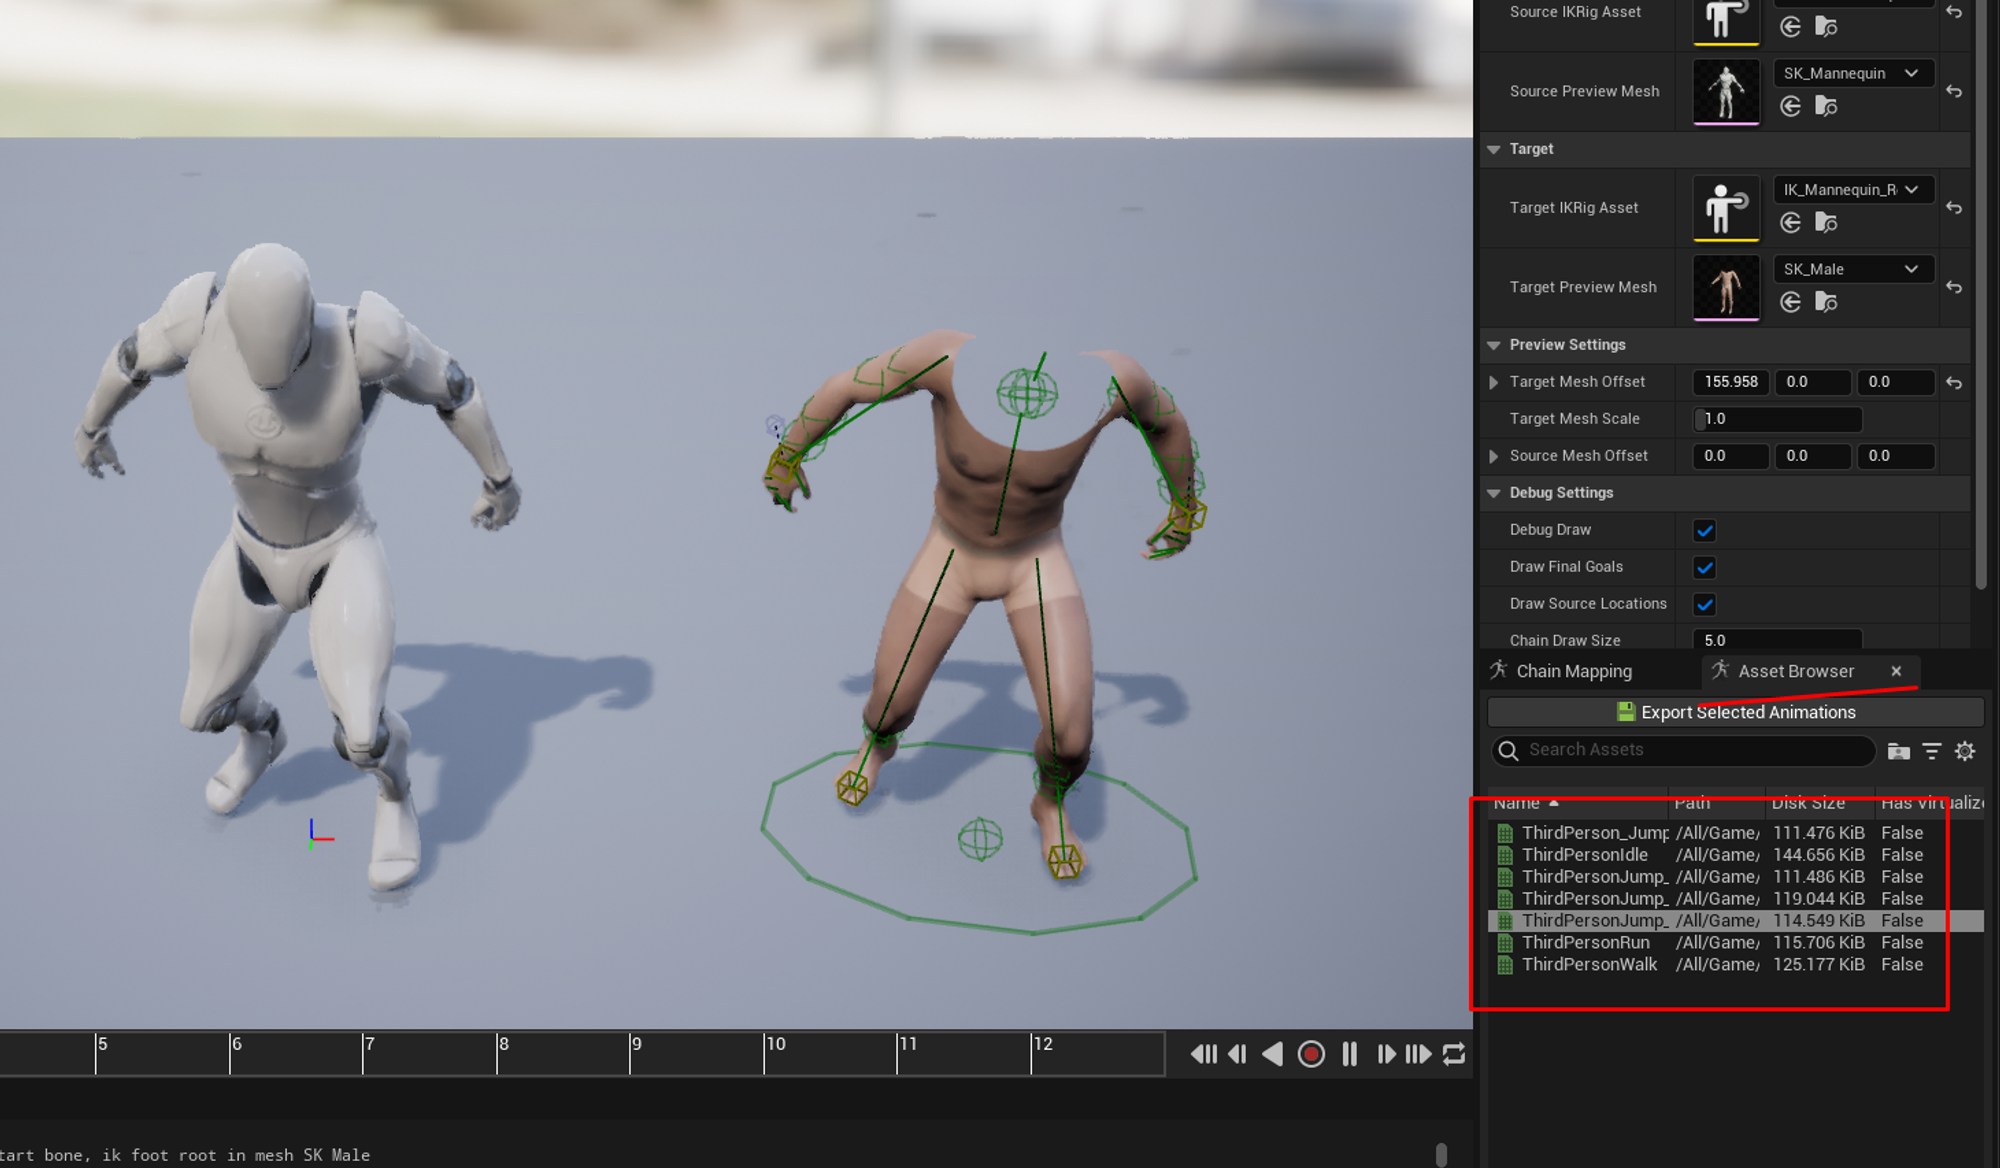 Source IKRig Asset
Source Preview Mesh
SK_Mannequin
Target
Target IKRig Asset
IK_Mannequin_R
Target Preview Mesh
SK_Male
Preview Settings
Target Mesh Offset 155.958 0.0 0.0
Target Mesh Scale 1.0
Source Mesh Offset 0.0 0.0 0.0
Debug Settings
Debug Draw
Draw Final Goals
Draw Source Locations
Chain Draw Size 5.0
Chain Mapping Asset Browser
Export Selected Animations
Search Assets
Name Path Disk Size Has Virtualiz
ThirdPerson_Jump /All/Game/ 111.476 KiB False
ThirdPersonIdle /All/Game/ 144.656 KiB False
ThirdPersonJump_ /All/Game/ 111.486 KiB False
ThirdPersonJump_ /All/Game/ 119.044 KiB False
ThirdPersonJump_ /All/Game/ 114.549 KiB False
ThirdPersonRun /All/Game/ 115.706 KiB False
ThirdPersonWalk /All/Game/ 125.177 KiB False
5 6 7 8 9 10 11 12
tart bone, ik foot root in mesh SK Male